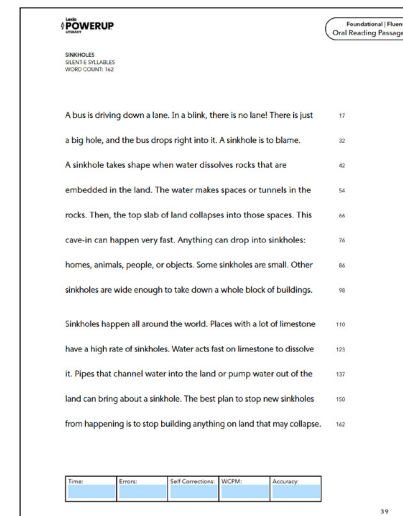 Lexia
POWERUP
LITERACY
Foundational | Fluen
Oral Reading Passage
SINKHOLES
SILENT-E SYLLABLES
WORD COUNT: 162
A bus is driving down a lane. In a blink, there is no lane! There is just 17
a big hole, and the bus drops right into it. A sinkhole is to blame. 32
A sinkhole takes shape when water dissolves rocks that are 42
embedded in the land. The water makes spaces or tunnels in the 54
rocks. Then, the top slab of land collapses into those spaces. This 66
cave-in can happen very fast. Anything can drop into sinkholes: 76
homes, animals, people, or objects. Some sinkholes are small. Other 86
sinkholes are wide enough to take down a whole block of buildings. 98
Sinkholes happen all around the world. Places with a lot of limestone 110
have a high rate of sinkholes. Water acts fast on limestone to dissolve 123
it. Pipes that channel water into the land or pump water out of the 137
land can bring about a sinkhole. The best plan to stop new sinkholes 150
from happening is to stop building anything on land that may collapse. 162
Time: Errors: Self Corrections: WCPM: Accuracy:
39